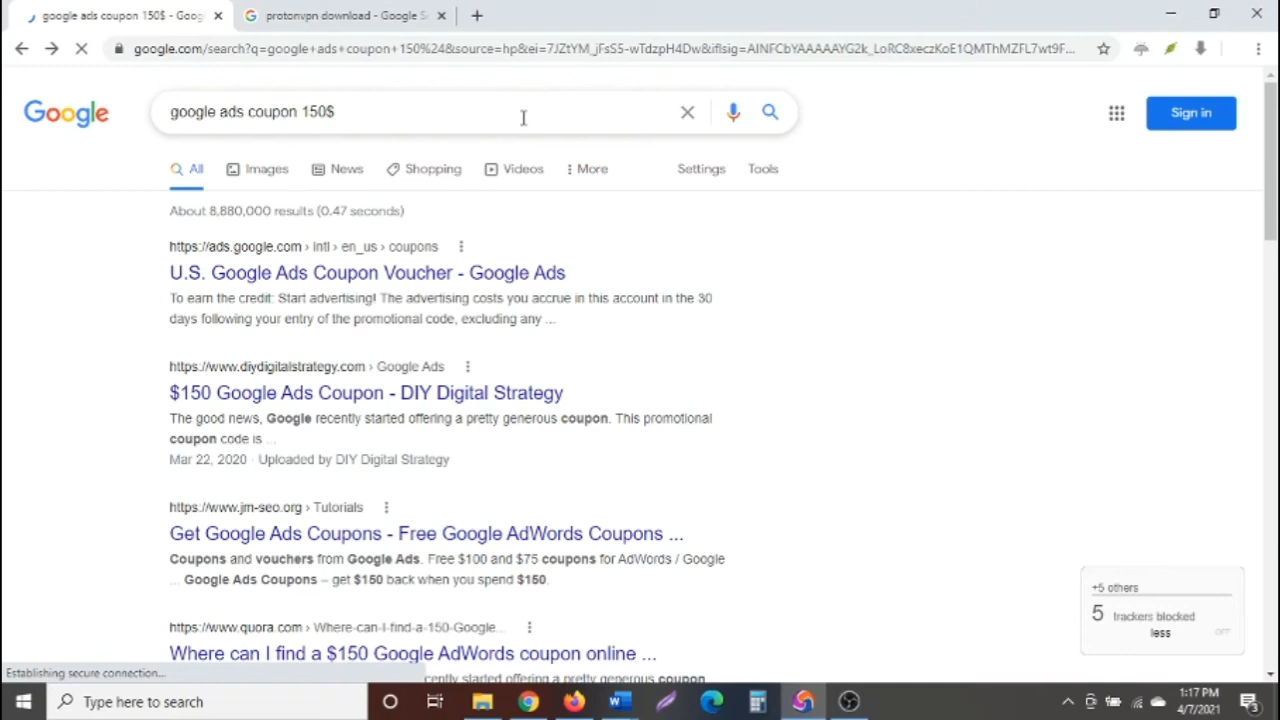 google ads coupon 150$ - Goog
protonvpn download - Google S
google.com/search?q=google+ads+coupon+150%24&source=hp&ei=7JZtYM_jFsS5-wTdzpH4Dw&iflsig=AINFCbYAAAAAYG2k_LoRC8xeczKoE1QMThMZFL7wt9F...
Google
google ads coupon 150$
Sign in
All Images News Shopping Videos More Settings Tools
About 8,880,000 results (0.47 seconds)
https://ads.google.com › intl › en_us › coupons
U.S. Google Ads Coupon Voucher - Google Ads
To earn the credit: Start advertising! The advertising costs you accrue in this account in the 30
days following your entry of the promotional code, excluding any ...
https://www.diydigitalstrategy.com › Google Ads
$150 Google Ads Coupon - DIY Digital Strategy
The good news, Google recently started offering a pretty generous coupon. This promotional
coupon code is ...
Mar 22, 2020 · Uploaded by DIY Digital Strategy
https://www.jm-seo.org › Tutorials
Get Google Ads Coupons - Free Google AdWords Coupons ...
Coupons and vouchers from Google Ads. Free $100 and $75 coupons for AdWords / Google
... Google Ads Coupons – get $150 back when you spend $150.
+5 others
5 trackers blocked
less
OFF
https://www.quora.com › Where-can-I-find-a-150-Google...
Where can I find a $150 Google AdWords coupon online ...
Establishing secure connection...
cently started offering a pretty generous coupon
Type here to search
1:17 PM
4/7/2021
3